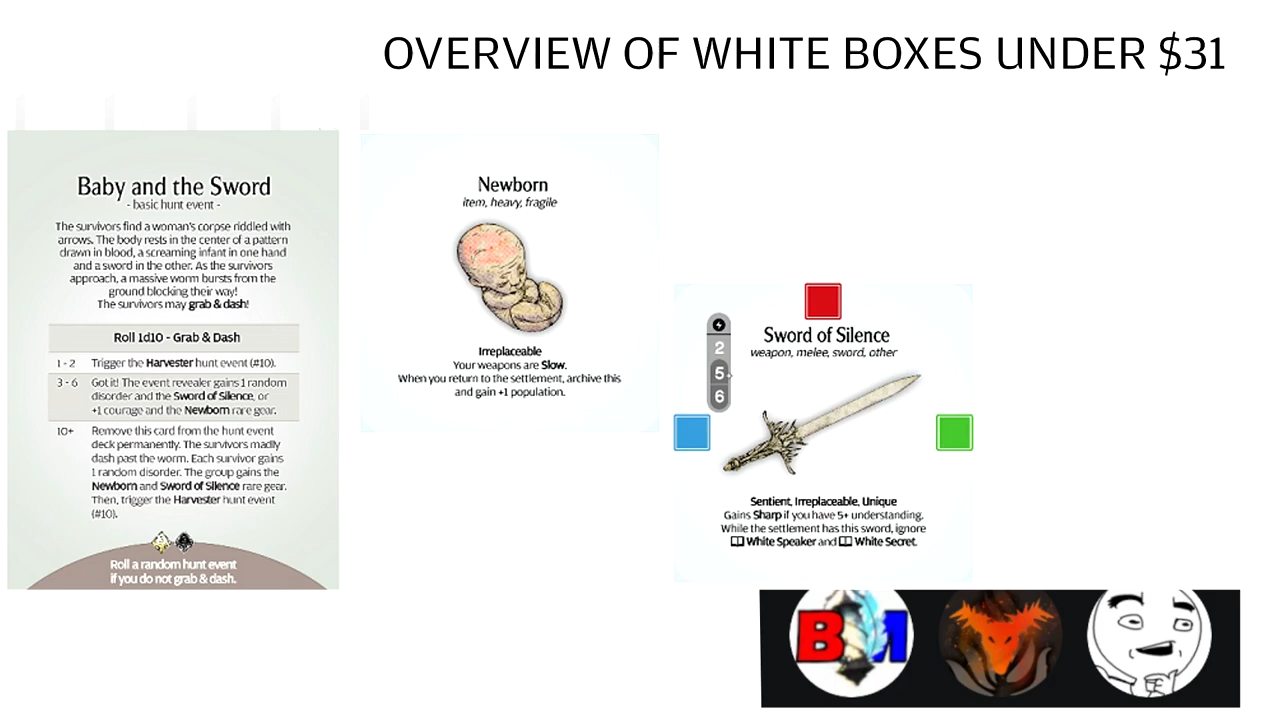 OVERVIEW OF WHITE BOXES UNDER $31
Baby and the Sword
- basic hunt event -
The survivors find a woman's corpse riddled with
arrows. The body rests in the center of a pattern
drawn in blood, a screaming infant in one hand
and a sword in the other. As the survivors
approach, a massive worm bursts from the
ground blocking their way!
The survivors may grab & dash!
Roll 1d10 - Grab & Dash
1 - 2 Trigger the Harvester hunt event (#10).
3 - 6 Got it! The event revealer gains 1 random
disorder and the Sword of Silence, or
+1 courage and the Newborn rare gear.
10+ Remove this card from the hunt event
deck permanently. The survivors madly
dash past the worm. Each survivor gains
1 random disorder. The group gains the
Newborn and Sword of Silence rare gear.
Then, trigger the Harvester hunt event
(#10).
Roll a random hunt event
if you do not grab & dash.
Newborn
item, heavy, fragile
Irreplaceable
Your weapons are Slow.
When you return to the settlement, archive this
and gain +1 population.
2
5
6
Sword of Silence
weapon, melee, sword, other
Sentient, Irreplaceable, Unique
Gains Sharp if you have 5+ understanding.
While the settlement has this sword, ignore
White Speaker and White Secret.
BM